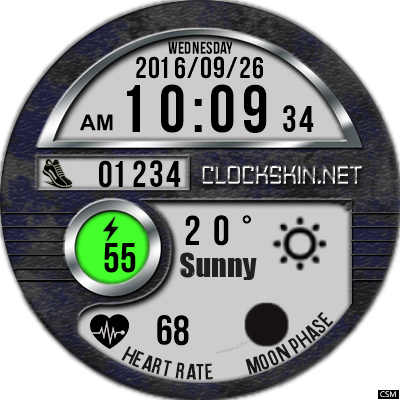 WEDNESDAY
2016/09/26
AM 10:09 34
01234 CLOCKSKIN.NET
55
20°
Sunny
68
HEART RATE
MOON PHASE
CSM